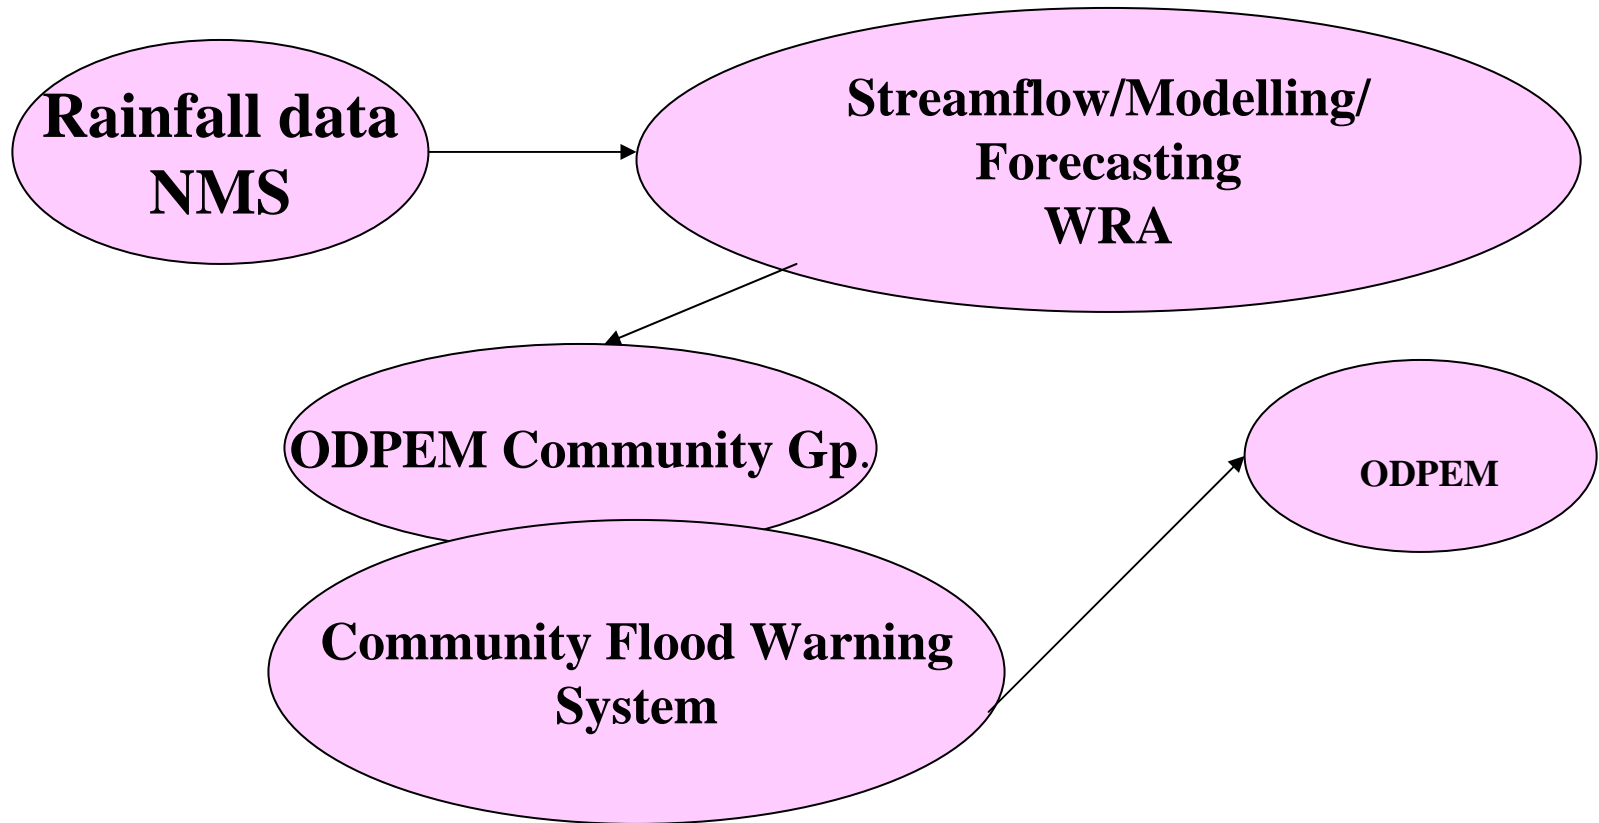 Rainfall data
NMS
Streamflow/Modelling/
Forecasting
WRA
ODPEM Community Gp.
ODPEM
Community Flood Warning
System